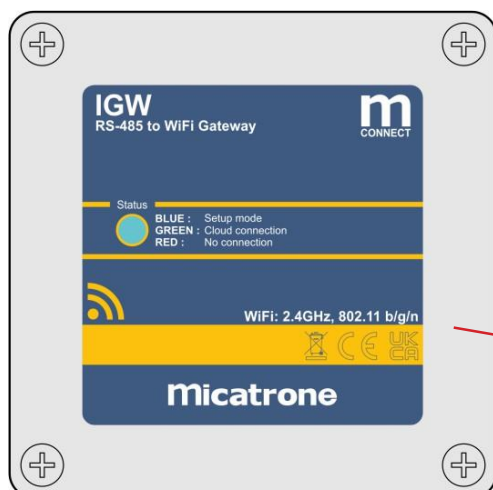 IGW
RS-485 to WiFi Gateway
m
CONNECT
Status
BLUE : Setup mode
GREEN : Cloud connection
RED : No connection
WiFi: 2.4GHz, 802.11 b/g/n
CE UK
CA
micatrone